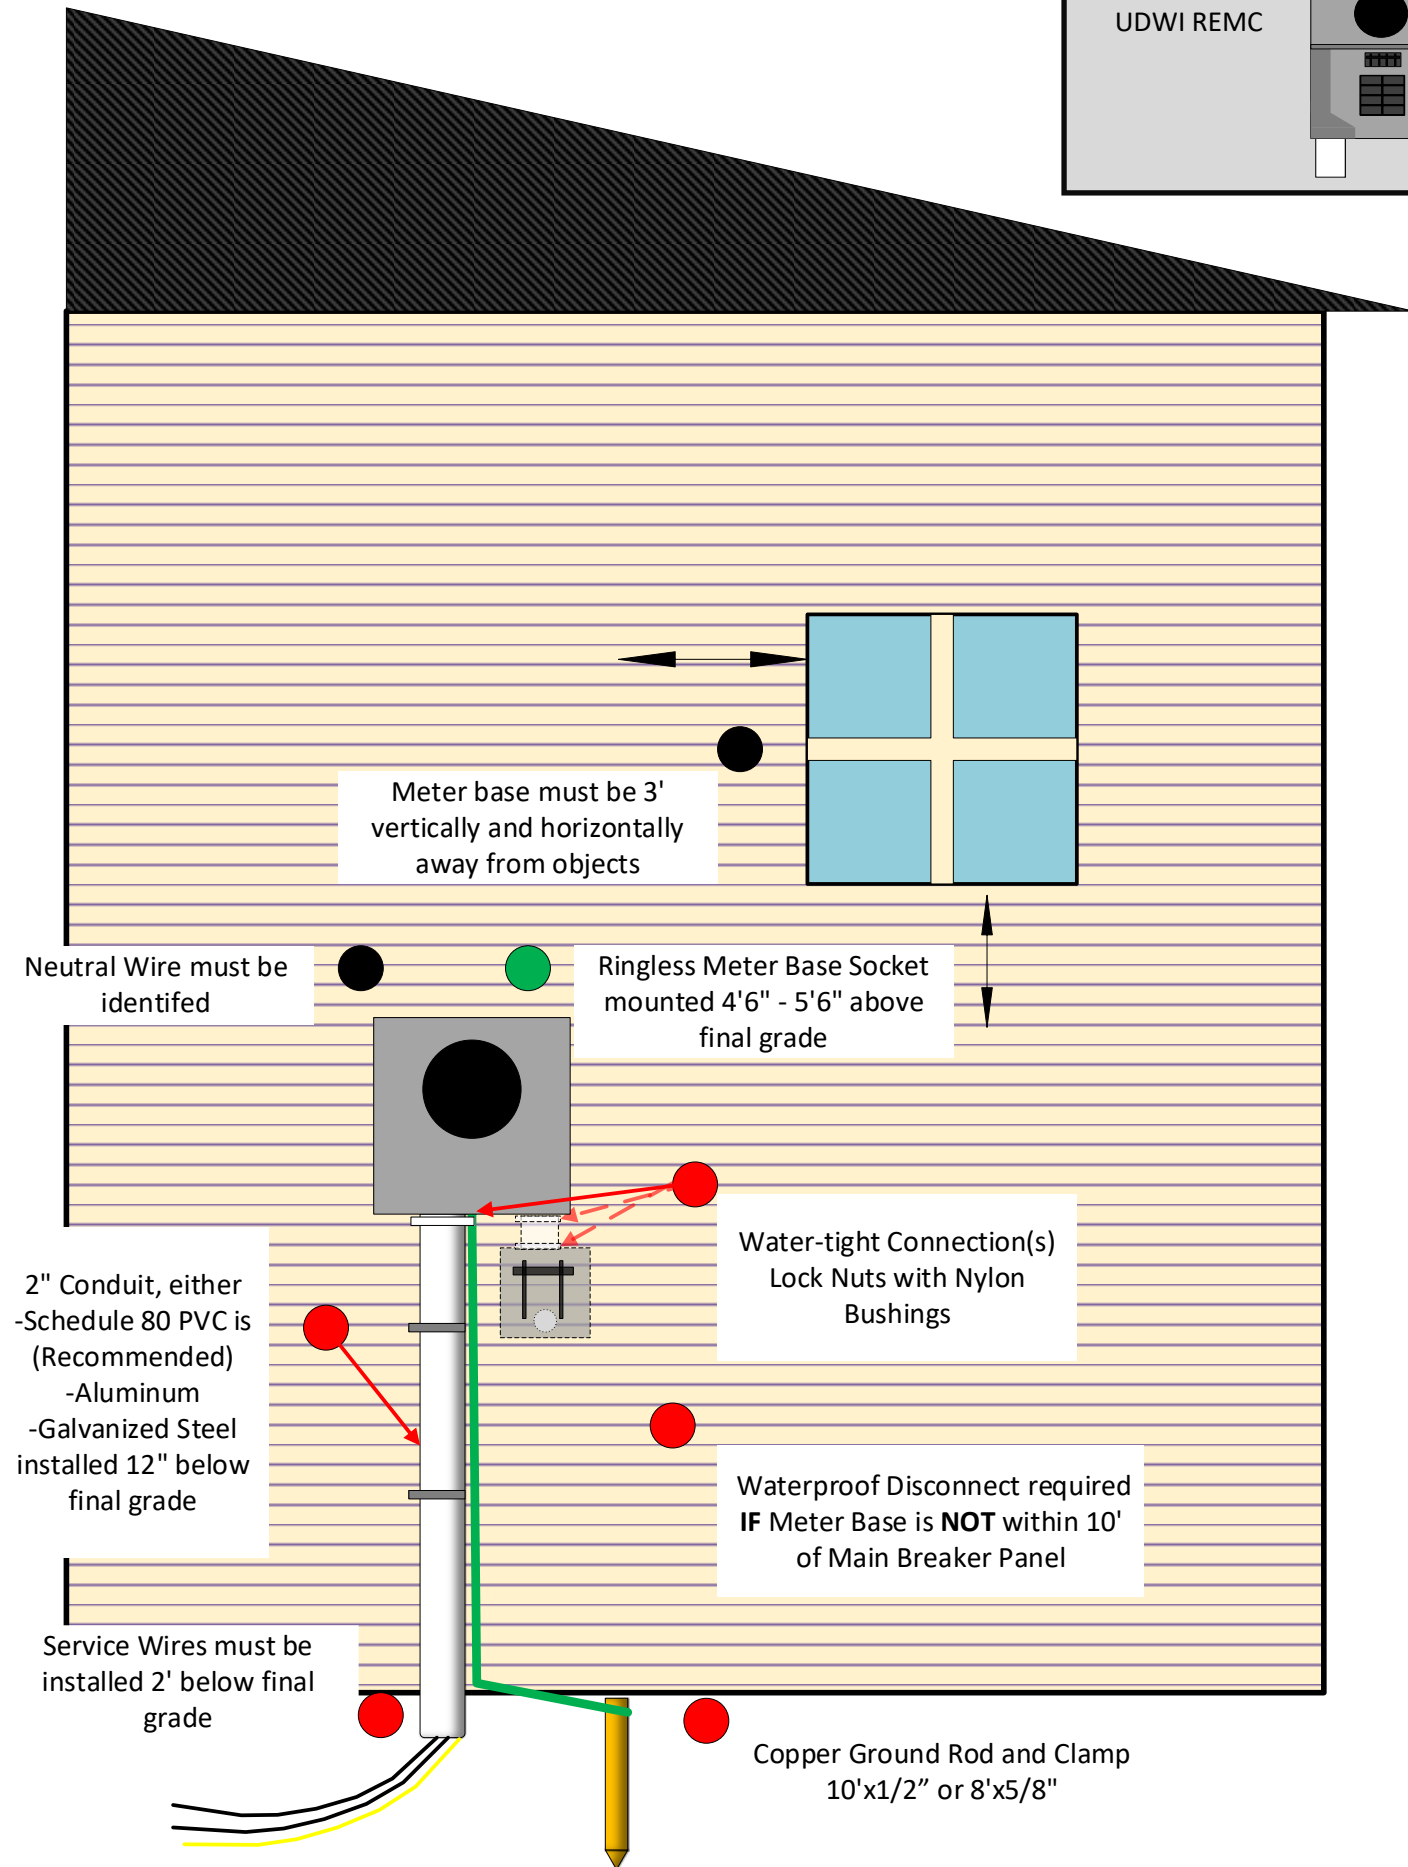 UDWI REMC
Meter base must be 3'
vertically and horizontally
away from objects
Neutral Wire must be
identifed
Ringless Meter Base Socket
mounted 4'6" - 5'6" above
final grade
Water-tight Connection(s)
Lock Nuts with Nylon
Bushings
2" Conduit, either
-Schedule 80 PVC is
(Recommended)
-Aluminum
-Galvanized Steel
installed 12" below
final grade
Waterproof Disconnect required
IF Meter Base is NOT within 10'
of Main Breaker Panel
Service Wires must be
installed 2' below final
grade
Copper Ground Rod and Clamp
10'x1/2” or 8'x5/8"